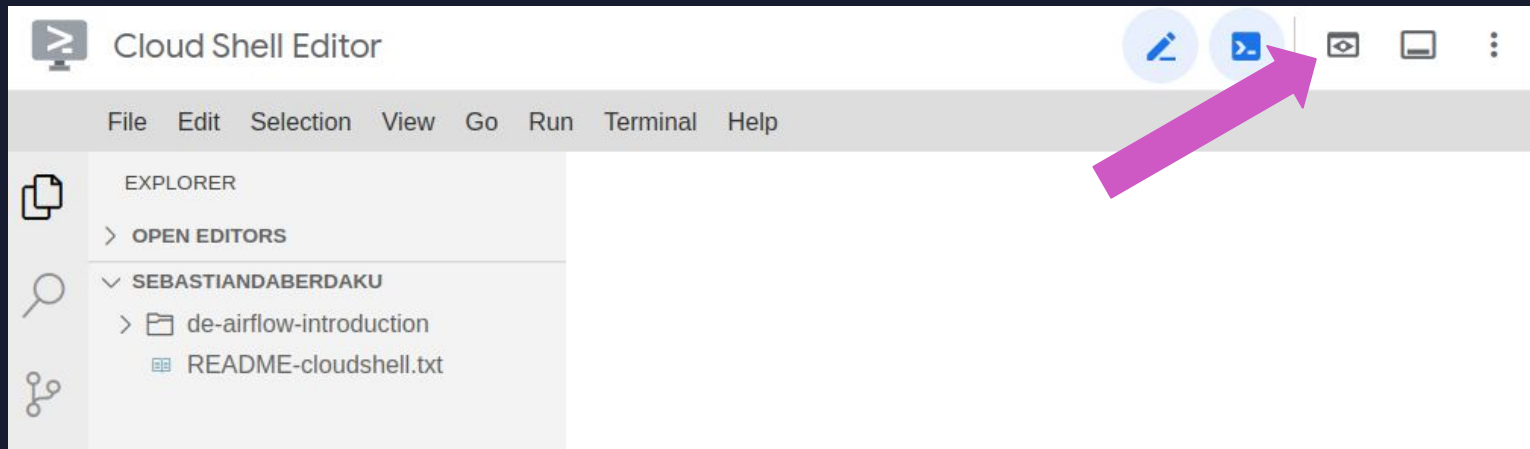 Cloud Shell Editor
File Edit Selection View Go Run Terminal Help
EXPLORER
OPEN EDITORS
SEBASTIANDABERDAKU
de-airflow-introduction
README-cloudshell.txt